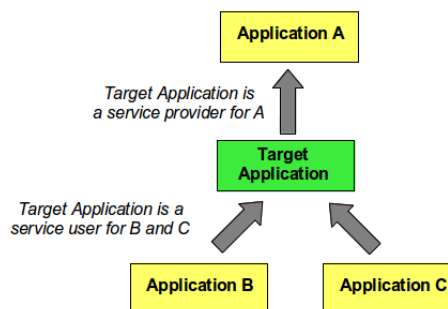 Application A
Target Application is
a service provider for A
Target
Application
Target Application is a
service user for B and C
Application B
Application C